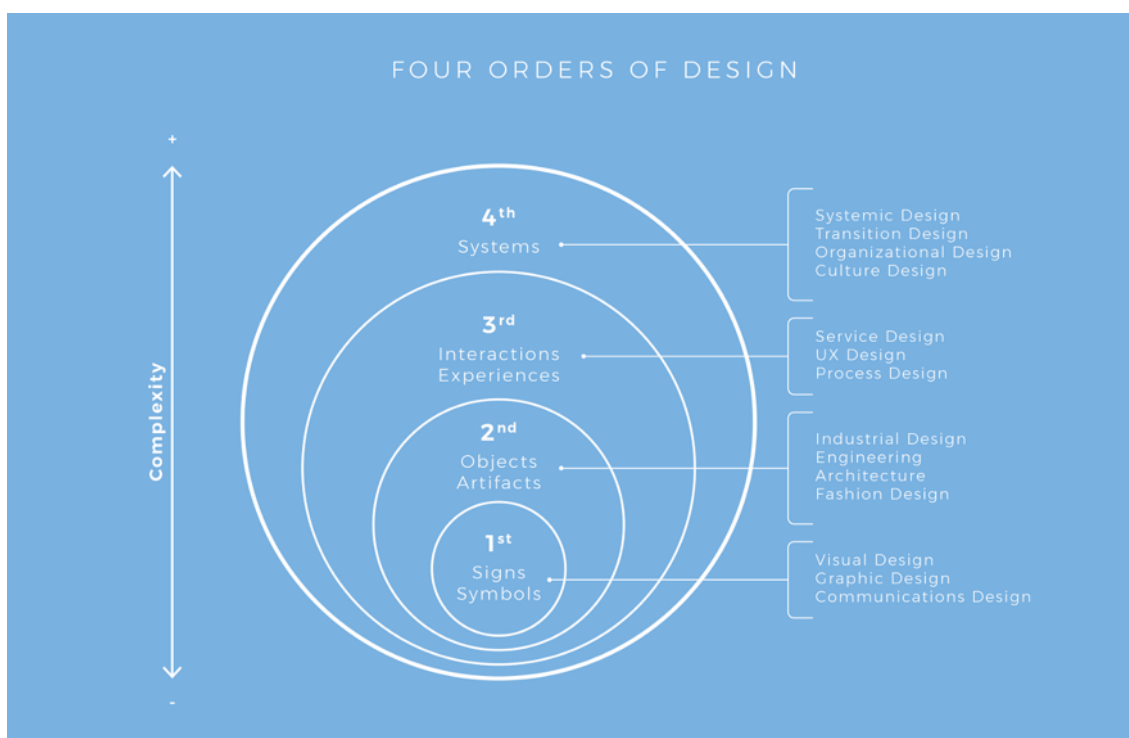 FOUR ORDERS OF DESIGN
+
Complexity
-
4th
Systems
3rd
Interactions
Experiences
2nd
Objects
Artifacts
1st
Signs
Symbols
Systemic Design
Transition Design
Organizational Design
Culture Design
Service Design
UX Design
Process Design
Industrial Design
Engineering
Architecture
Fashion Design
Visual Design
Graphic Design
Communications Design